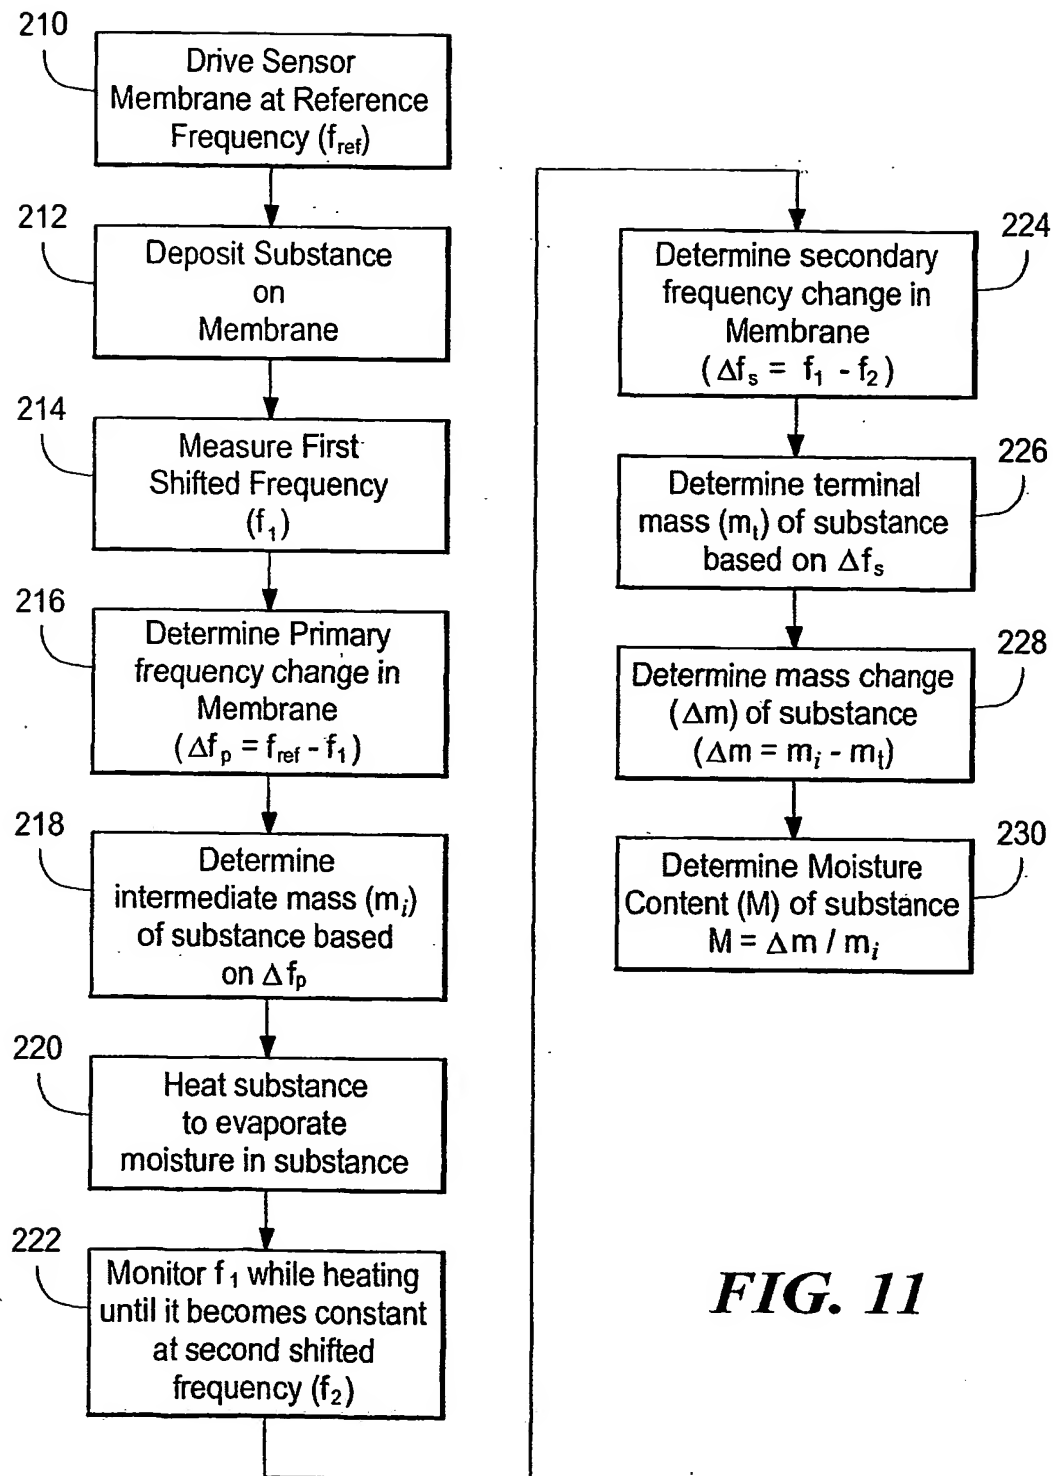 210
Drive Sensor
Membrane at Reference
Frequency (fref)
212
Deposit Substance
on
Membrane
214
Measure First
Shifted Frequency
(f1)
216
Determine Primary
frequency change in
Membrane
(Δfp = fref - f1)
218
Determine
intermediate mass (mi)
of substance based
on Δfp
220
Heat substance
to evaporate
moisture in substance
222
Monitor f1 while heating
until it becomes constant
at second shifted
frequency (f2)
224
Determine secondary
frequency change in
Membrane
(Δfs = f1 - f2)
226
Determine terminal
mass (mt) of substance
based on Δfs
228
Determine mass change
(Δm) of substance
(Δm = mi - mt)
230
Determine Moisture
Content (M) of substance
M = Δm / mi
FIG. 11